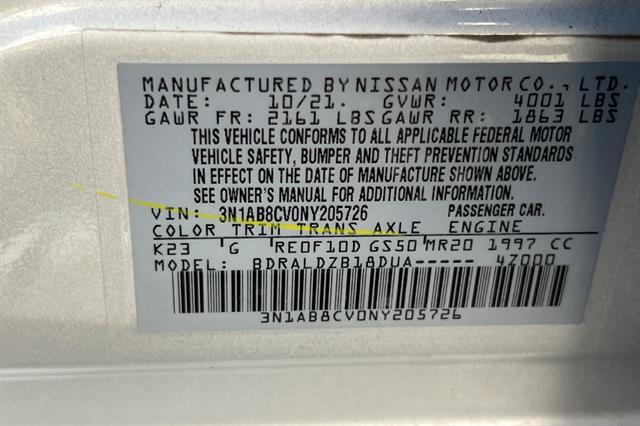 MANUFACTURED BY NISSAN MOTOR CO., LTD.
DATE: 10/21. GVWR: 4001 LBS
GAWR FR: 2161 LBS GAWR RR: 1863 LBS
THIS VEHICLE CONFORMS TO ALL APPLICABLE FEDERAL MOTOR
VEHICLE SAFETY, BUMPER AND THEFT PREVENTION STANDARDS
IN EFFECT ON THE DATE OF MANUFACTURE SHOWN ABOVE.
SEE OWNER'S MANUAL FOR ADDITIONAL INFORMATION.
VIN: 3N1AB8CV0NY205726 PASSENGER CAR.
COLOR TRIM TRANS AXLE ENGINE
K23 'G 'RE0F10D GS50 MR20 1997 CC
MODEL: BDRALDZB18DUA----- 4Z000
3N1AB8CV0NY205726